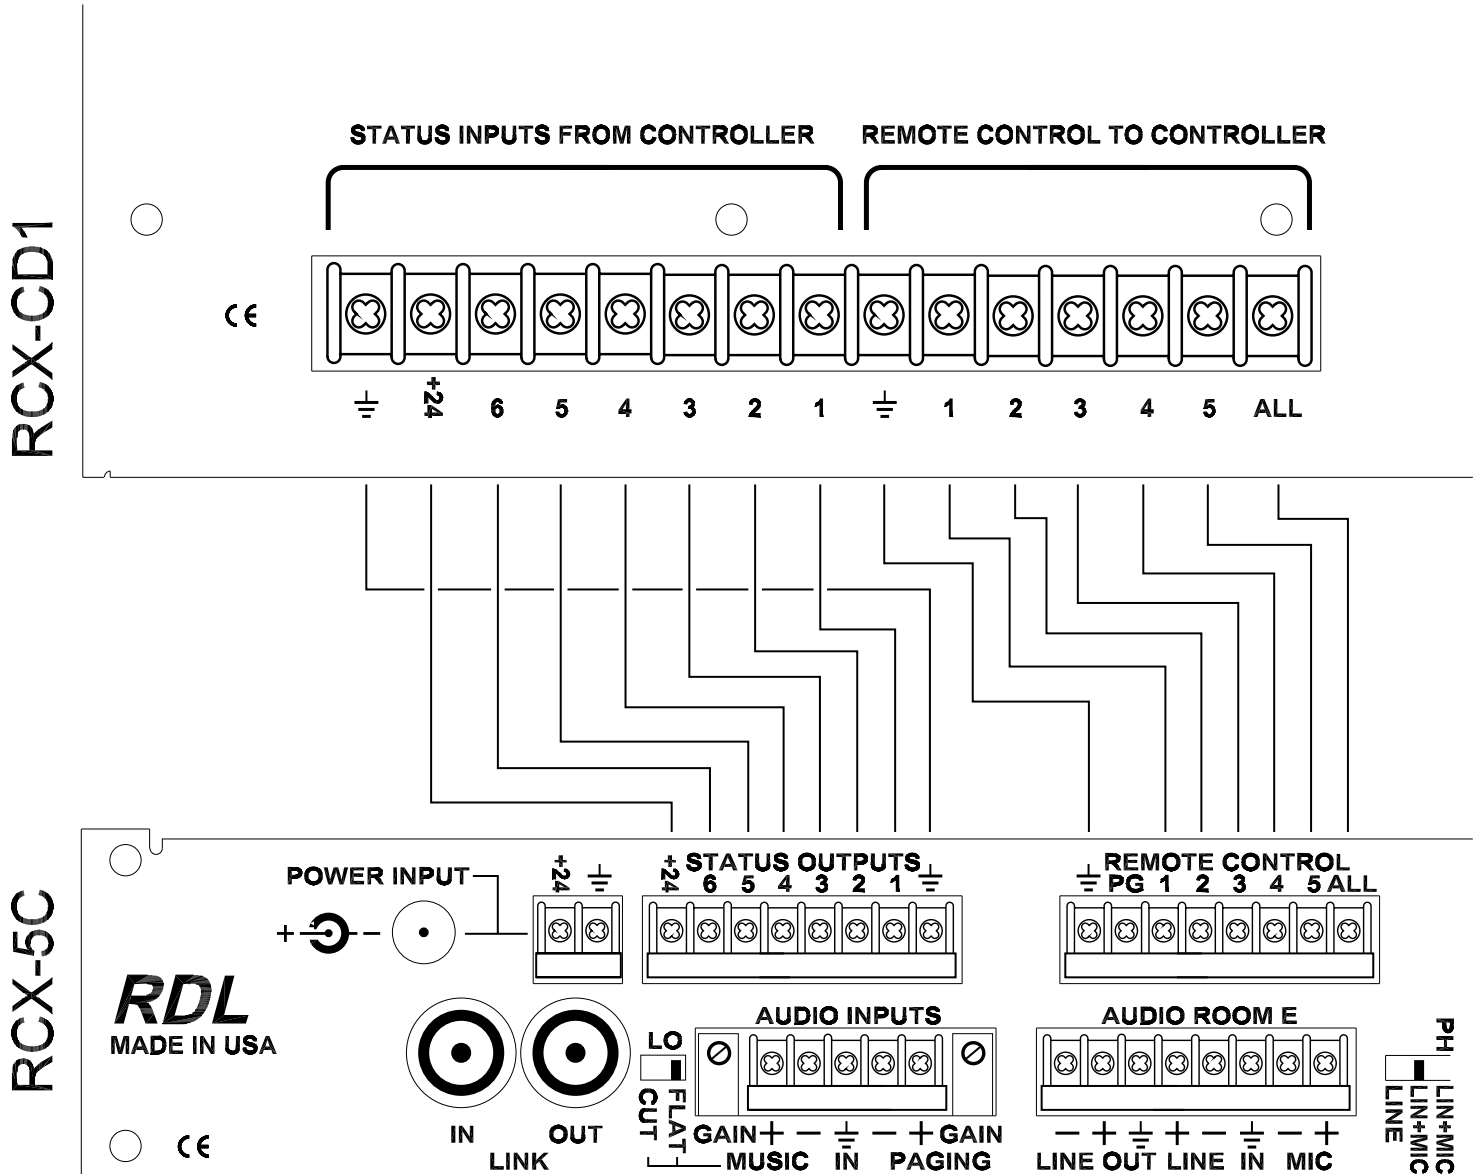 RCX-CD1
STATUS INPUTS FROM CONTROLLER REMOTE CONTROL TO CONTROLLER
CE
+24 6 5 4 3 2 1 1 2 3 4 5 ALL
RCX-5C
POWER INPUT
+ -
+24
STATUS OUTPUTS
+24 6 5 4 3 2 1
REMOTE CONTROL
PG 1 2 3 4 5 ALL
RDL
MADE IN USA
CE
IN OUT
LINK
LO
CUT FLAT
AUDIO INPUTS
GAIN + - - + GAIN
MUSIC IN PAGING
AUDIO ROOM E
- + + - - +
LINE OUT LINE IN MIC
PH
LINE LIN+MIC LIN+MIC